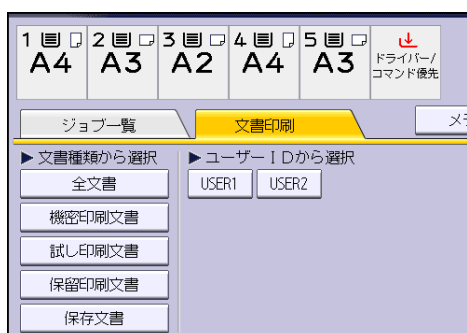 1 2 3 4 5
A4 A3 A2 A4 A3 ドライバー/
コマンド優先
ジョブ一覧 文書印刷
▶文書種類から選択 ▶ユーザーIDから選択
全文書 USER1 USER2
機密印刷文書
試し印刷文書
保留印刷文書
保存文書